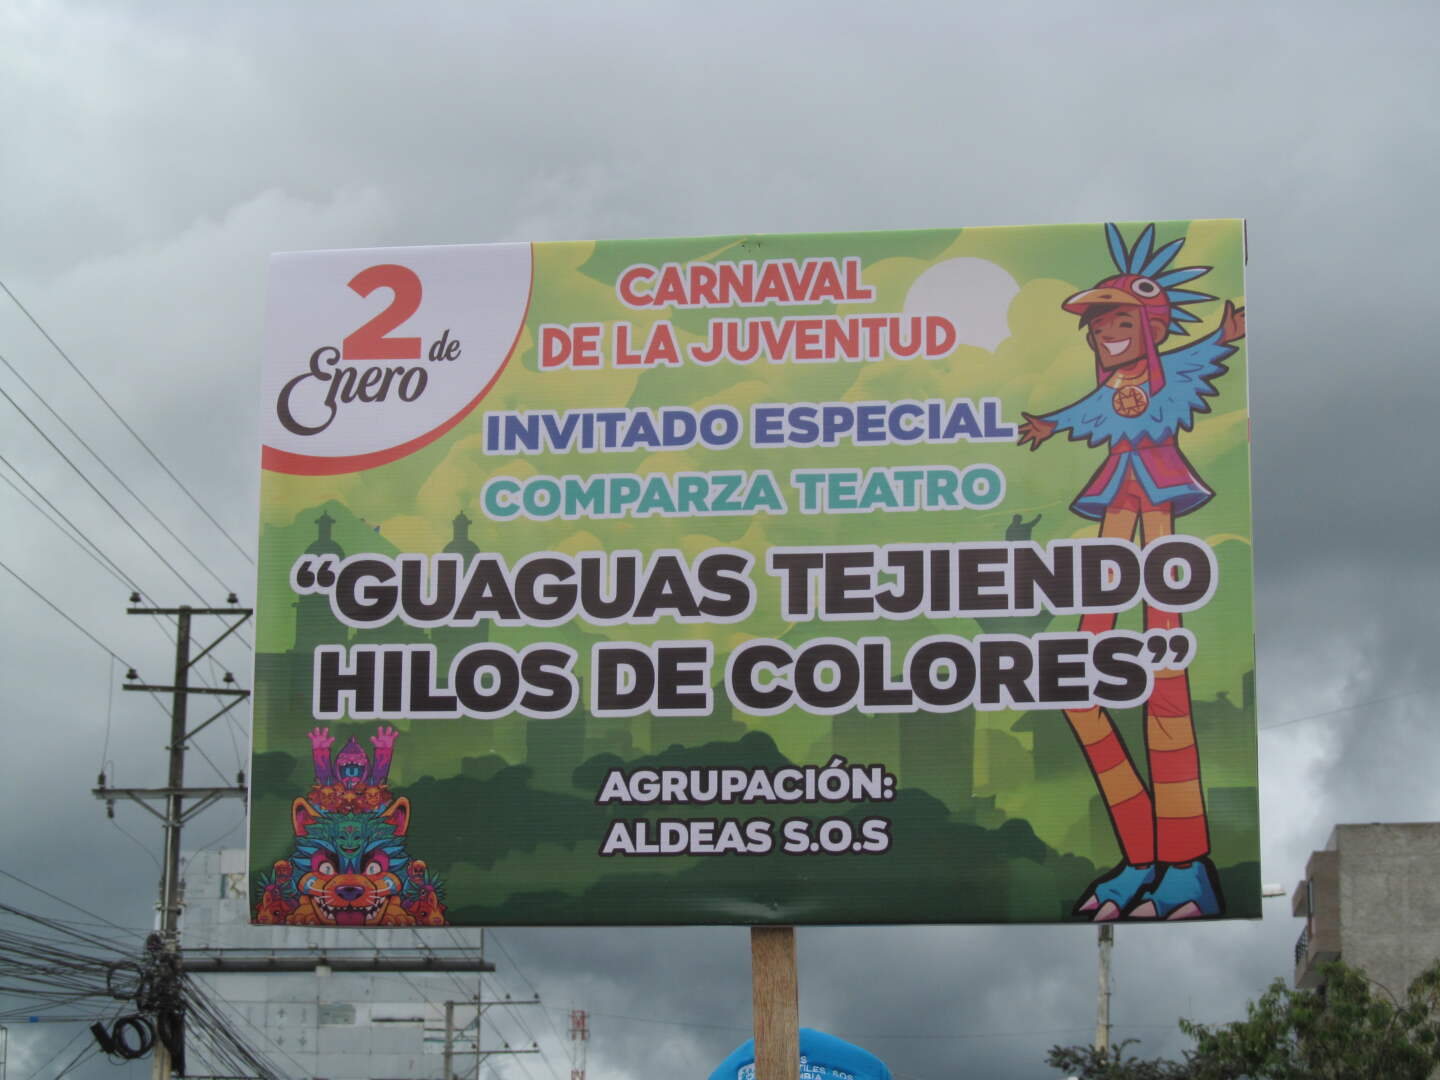 2 de
Enero
CARNAVAL
DE LA JUVENTUD
INVITADO ESPECIAL
COMPARZA TEATRO
“GUAGUAS TEJIENDO
HILOS DE COLORES”
AGRUPACIÓN:
ALDEAS S.O.S